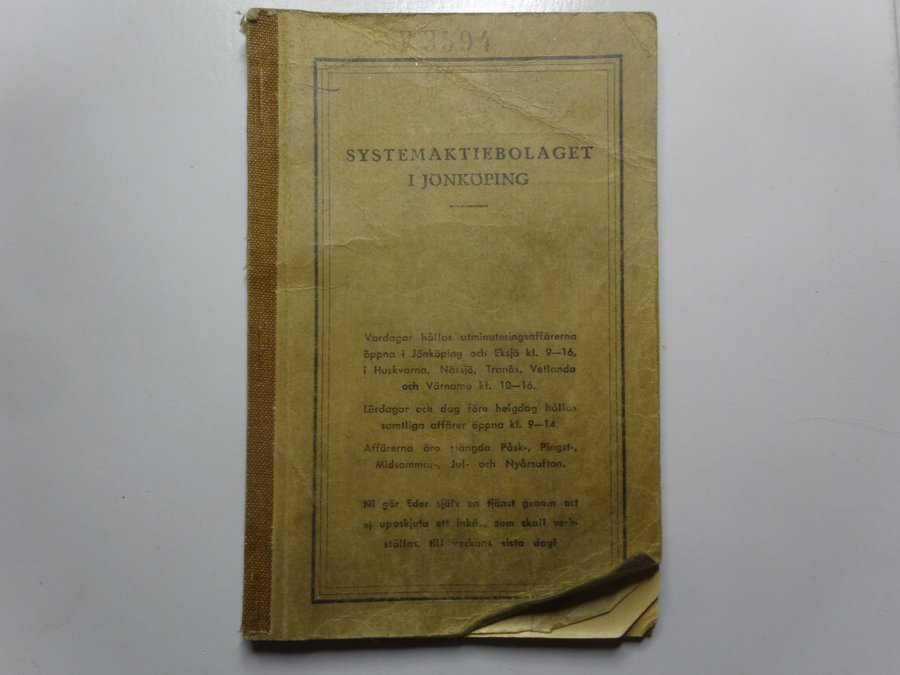 3594
SYSTEMAKTIEBOLAGET
I JÖNKÖPING
Vardagar hållas utminuteringsaffärerna
öppna i Jönköping och Eksjö kl. 9—16,
i Huskvarna, Nässjö, Tranås, Vetlanda
och Värnamo kl. 10—16.
Lördagar och dag före helgdag hållas
samtliga affärer öppna kl. 9—14
Affärerna äro stängda Påsk-, Pingst-,
Midsommar-, Jul- och Nyårsafton.
Ni gör Eder själv en tjänst genom att
ej uppskjuta ett inköp, som skall verk-
ställas, till veckans sista dag!